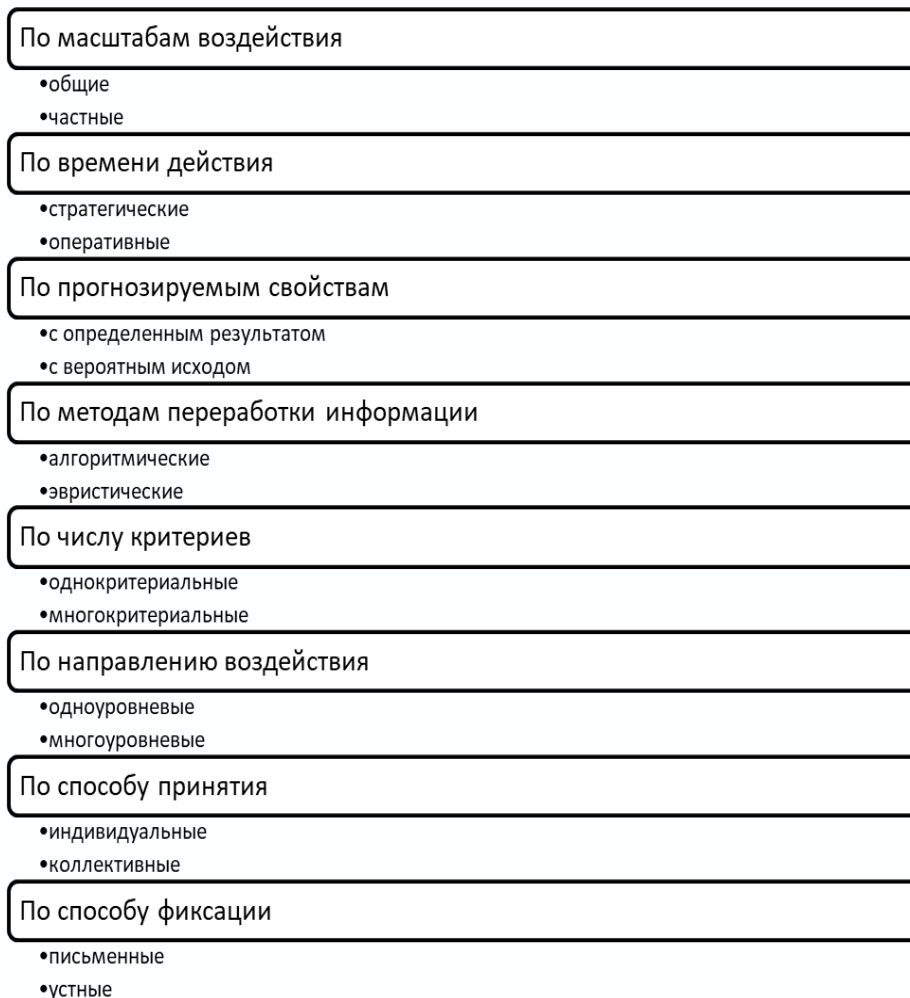 По масштабам воздействия
•общие
•частные
По времени действия
•стратегические
•оперативные
По прогнозируемым свойствам
•с определенным результатом
•с вероятным исходом
По методам переработки информации
•алгоритмические
•эвристические
По числу критериев
•однокритериальные
•многокритериальные
По направлению воздействия
•одноуровневые
•многоуровневые
По способу принятия
•индивидуальные
•коллективные
По способу фиксации
•письменные
•устные